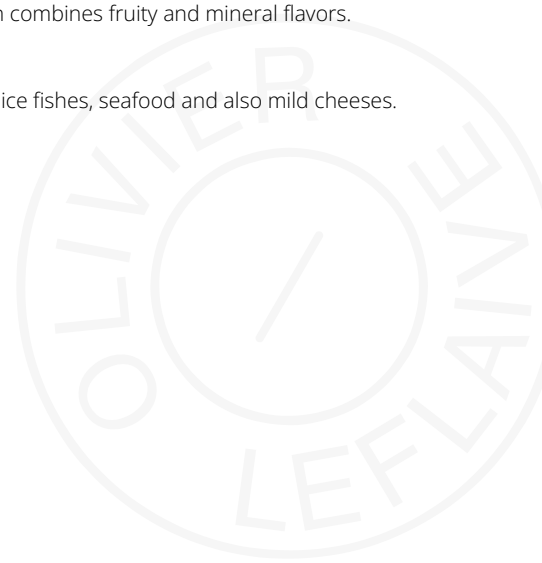 n combines fruity and mineral flavors.
ice fishes, seafood and also mild cheeses.
OLIVIER
LEFLAIVE